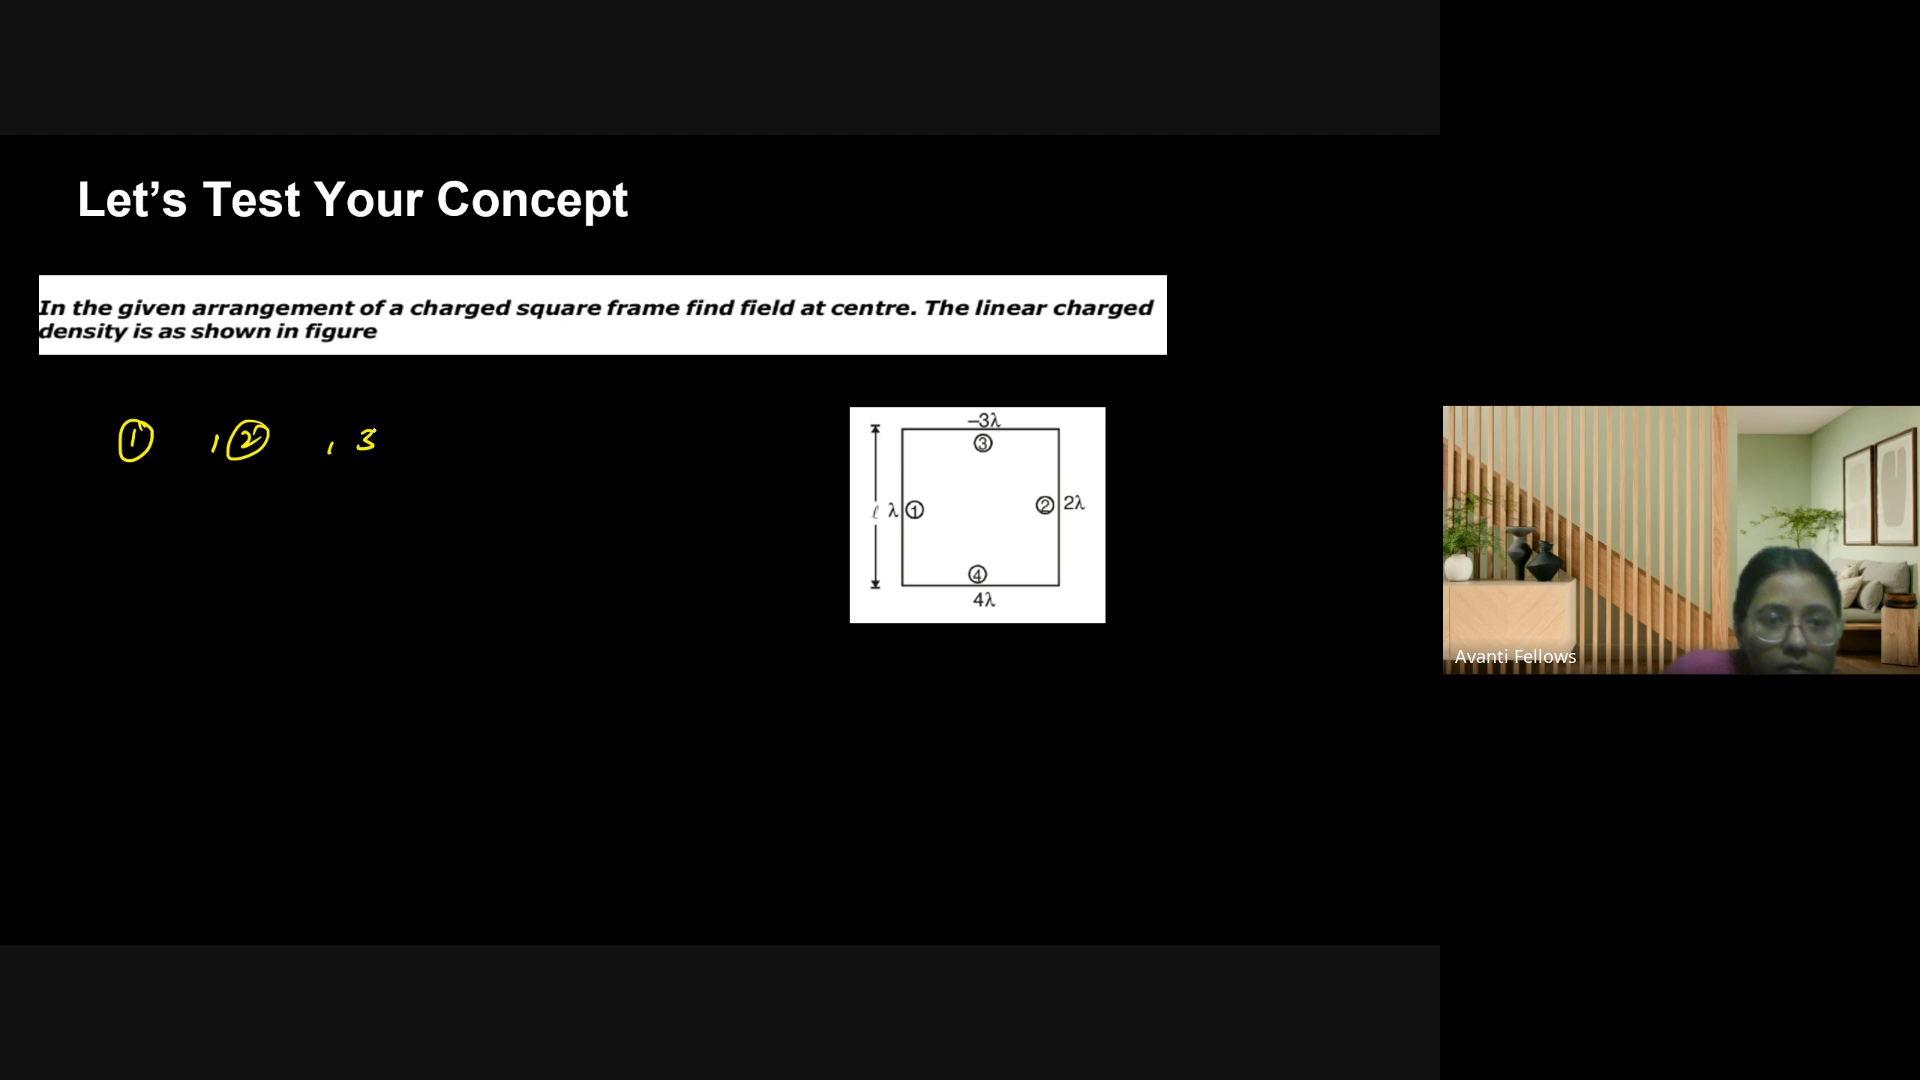 Let’s Test Your Concept
In the given arrangement of a charged square frame find field at centre. The linear charged
density is as shown in figure
① , ② , 3
–3λ
③
ℓ λ ① ② 2λ
④
4λ
Avanti Fellows